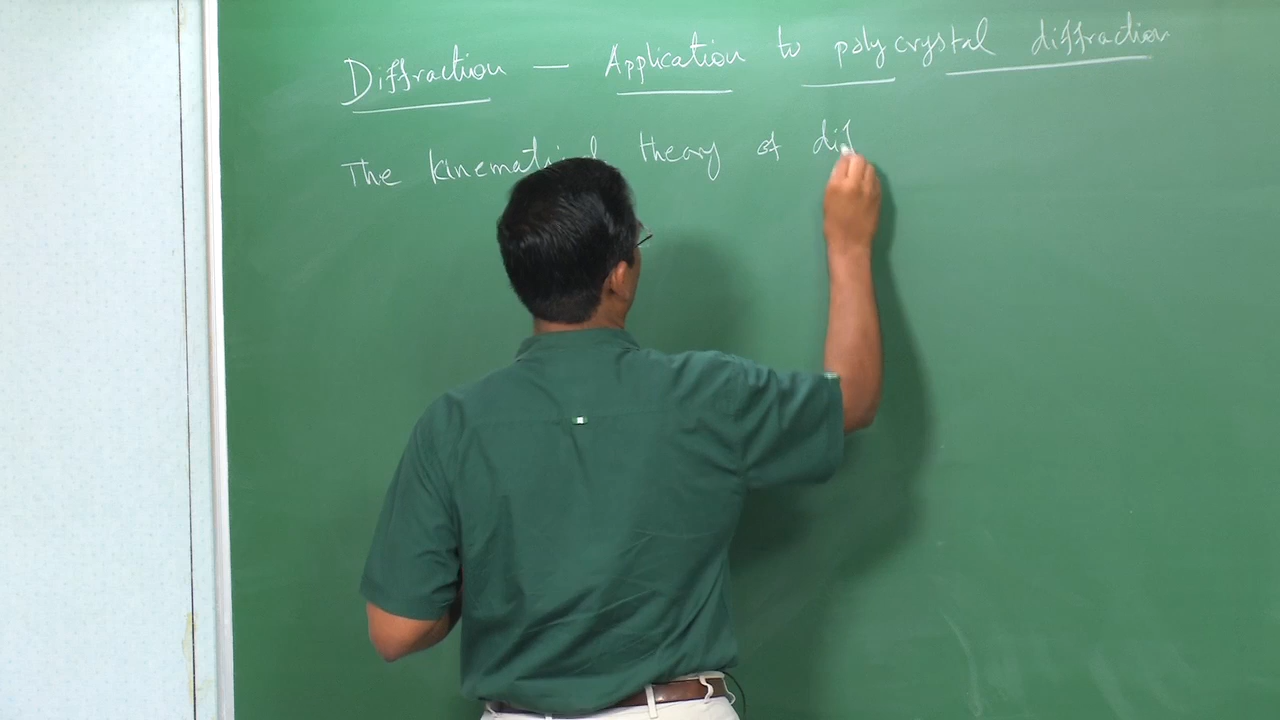 Diffraction — Application to polycrystal diffraction
The kinematical theory of dif